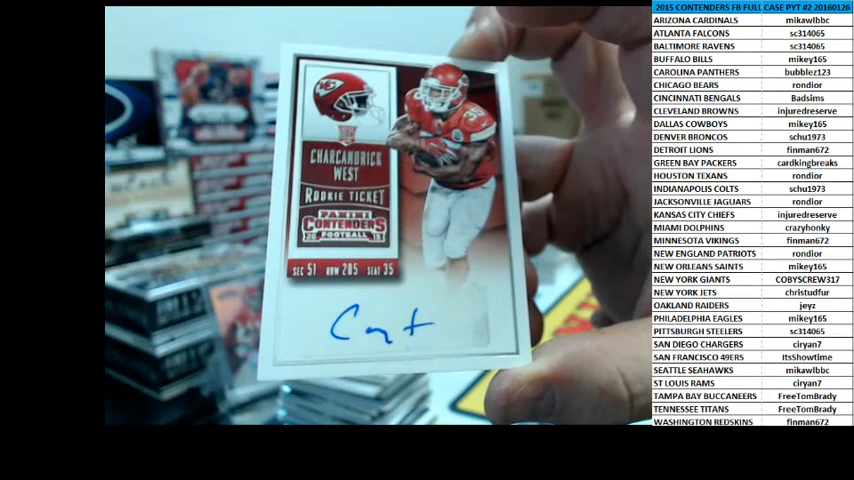 CHARCANDRICK
WEST
ROOKIE TICKET
PANINI
CONTENDERS
2015 FOOTBALL
SEC 51 ROW 205 SEAT 35
2015 CONTENDERS FB FULL CASE PYT #2 20160126
ARIZONA CARDINALS mikawlbbc
ATLANTA FALCONS sc314065
BALTIMORE RAVENS sc314065
BUFFALO BILLS mikey165
CAROLINA PANTHERS bubblez123
CHICAGO BEARS rondior
CINCINNATI BENGALS Badsims
CLEVELAND BROWNS injuredreserve
DALLAS COWBOYS mikey165
DENVER BRONCOS schu1973
DETROIT LIONS finman672
GREEN BAY PACKERS cardkingbreaks
HOUSTON TEXANS rondior
INDIANAPOLIS COLTS schu1973
JACKSONVILLE JAGUARS rondior
KANSAS CITY CHIEFS injuredreserve
MIAMI DOLPHINS crazyhonky
MINNESOTA VIKINGS finman672
NEW ENGLAND PATRIOTS rondior
NEW ORLEANS SAINTS mikey165
NEW YORK GIANTS COBYSCREW317
NEW YORK JETS christudfur
OAKLAND RAIDERS jeyz
PHILADELPHIA EAGLES mikey165
PITTSBURGH STEELERS sc314065
SAN DIEGO CHARGERS ciryan7
SAN FRANCISCO 49ERS ItsShowtime
SEATTLE SEAHAWKS mikawlbbc
ST LOUIS RAMS ciryan7
TAMPA BAY BUCCANEERS FreeTomBrady
TENNESSEE TITANS FreeTomBrady
WASHINGTON REDSKINS finman672